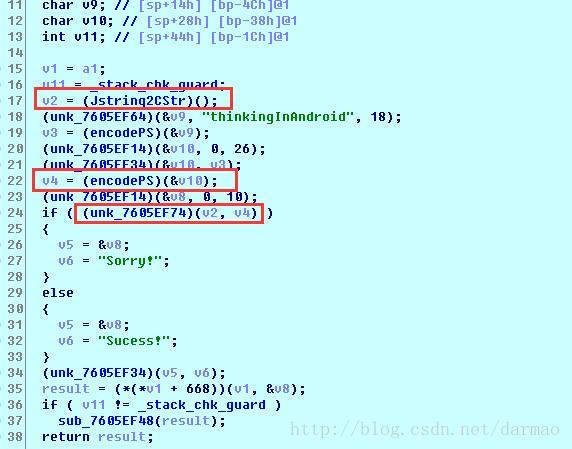 11 char v9; // [sp+14h] [bp-4Ch]@1
12 char v10; // [sp+28h] [bp-38h]@1
13 int v11; // [sp+44h] [bp-1Ch]@1
14
15 v1 = a1;
16 v11 = _stack_chk_guard;
17 v2 = (Jstring2CStr)();
18 (unk_7605EF64)(&v9, "thinkingInAndroid", 18);
19 v3 = (encodePS)(&v9);
20 (unk_7605EF14)(&v10, 0, 26);
21 (unk_7605EF34)(&v10, v3);
22 v4 = (encodePS)(&v10);
23 (unk_7605EF14)(&v8, 0, 10);
24 if ( (unk_7605EF74)(v2, v4) )
25 {
26 v5 = &v8;
27 v6 = "Sorry!";
28 }
29 else
30 {
31 v5 = &v8;
32 v6 = "Sucess!";
33 }
34 (unk_7605EF34)(v5, v6);
35 result = (*(*v1 + 668))(v1, &v8);
36 if ( v11 != _stack_chk_guard )
37 sub_7605EF48(result);
38 return result;
http://blog.csdn.net/darmao